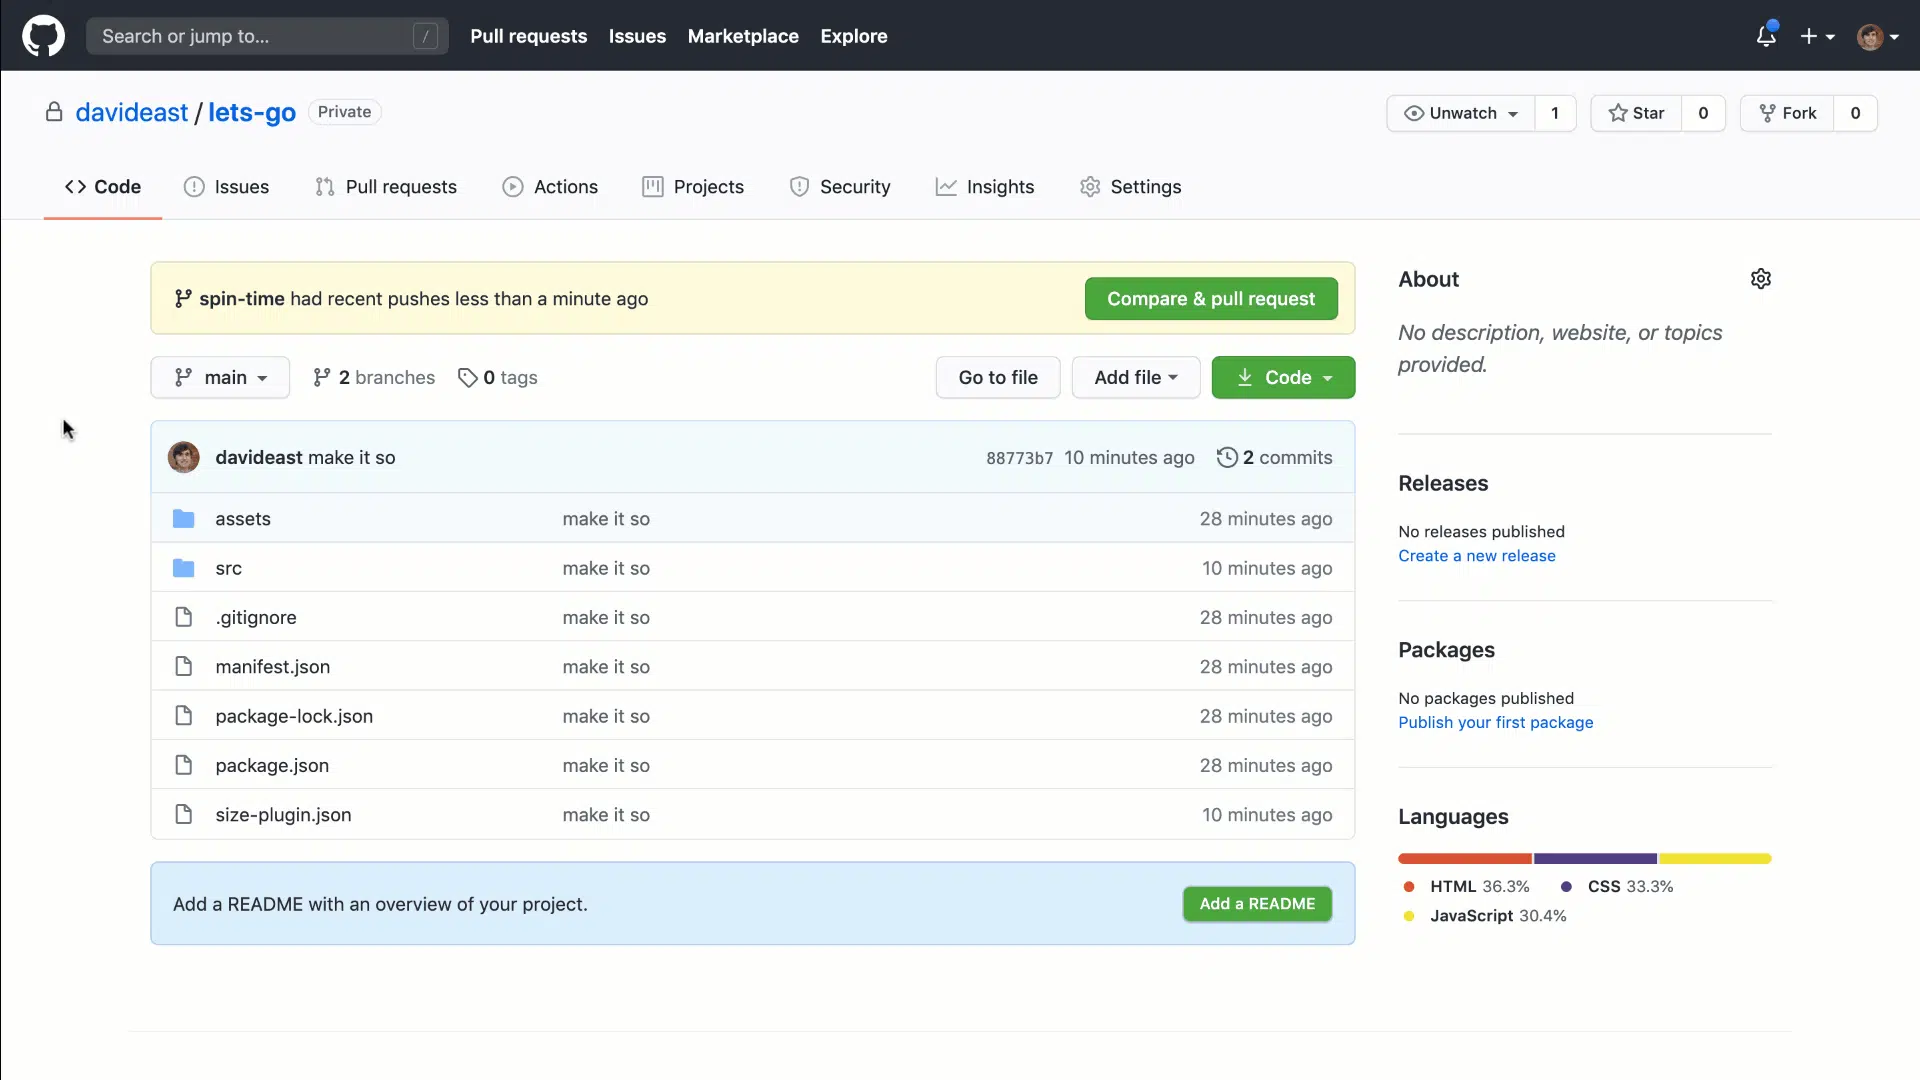 Search or jump to... /
Pull requests Issues Marketplace Explore
davideast / lets-go Private
Unwatch 1 Star 0 Fork 0
Code Issues Pull requests Actions Projects Security Insights Settings
spin-time had recent pushes less than a minute ago
Compare & pull request
main 2 branches 0 tags
Go to file Add file Code
davideast make it so 88773b7 10 minutes ago 2 commits
assets make it so 28 minutes ago
src make it so 10 minutes ago
.gitignore make it so 28 minutes ago
manifest.json make it so 28 minutes ago
package-lock.json make it so 28 minutes ago
package.json make it so 28 minutes ago
size-plugin.json make it so 10 minutes ago
Add a README with an overview of your project.
Add a README
About
No description, website, or topics
provided.
Releases
No releases published
Create a new release
Packages
No packages published
Publish your first package
Languages
HTML 36.3% CSS 33.3%
JavaScript 30.4%